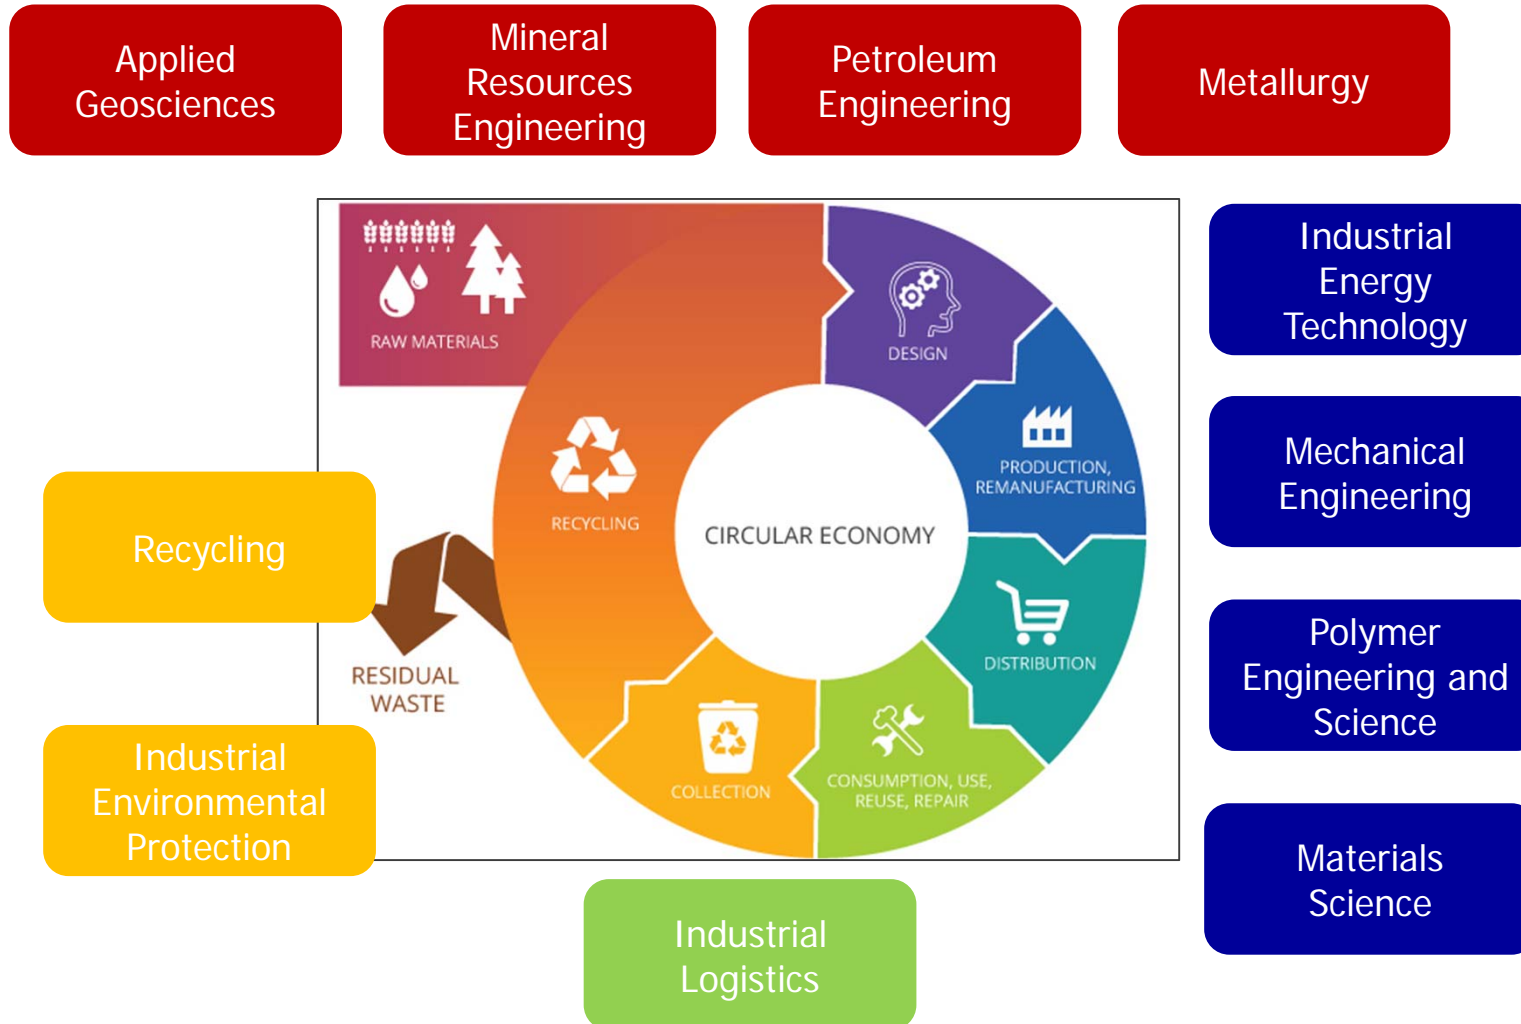 Applied
Geosciences
Mineral
Resources
Engineering
Petroleum
Engineering
Metallurgy
RAW MATERIALS
DESIGN
PRODUCTION,
REMANUFACTURING
RECYCLING
CIRCULAR ECONOMY
DISTRIBUTION
CONSUMPTION, USE,
REUSE, REPAIR
COLLECTION
RESIDUAL
WASTE
Industrial
Energy
Technology
Mechanical
Engineering
Polymer
Engineering and
Science
Materials
Science
Recycling
Industrial
Environmental
Protection
Industrial
Logistics